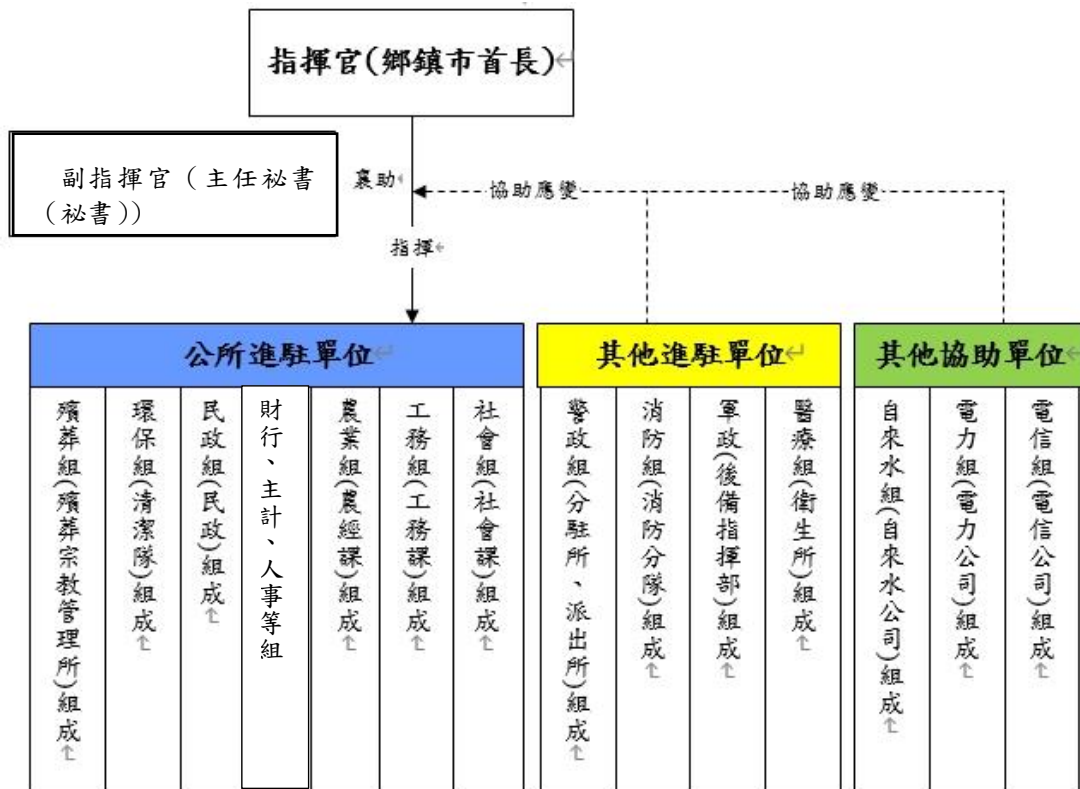 指揮官(鄉鎮市首長)
副指揮官（主任祕書
（祕書））
襄助
協助應變
協助應變
指揮
公所進駐單位
其他進駐單位
其他協助單位
殯葬組(殯葬宗教管理所)組成
環保組(清潔隊)組成
民政組(民政)組成
財行、主計、人事等組
農業組(農經課)組成
工務組(工務課)組成
社會組(社會課)組成
警政組(分駐所、派出所)組成
消防組(消防分隊)組成
軍政(後備指揮部)組成
醫療組(衛生所)組成
自來水組(自來水公司)組成
電力組(電力公司)組成
電信組(電信公司)組成